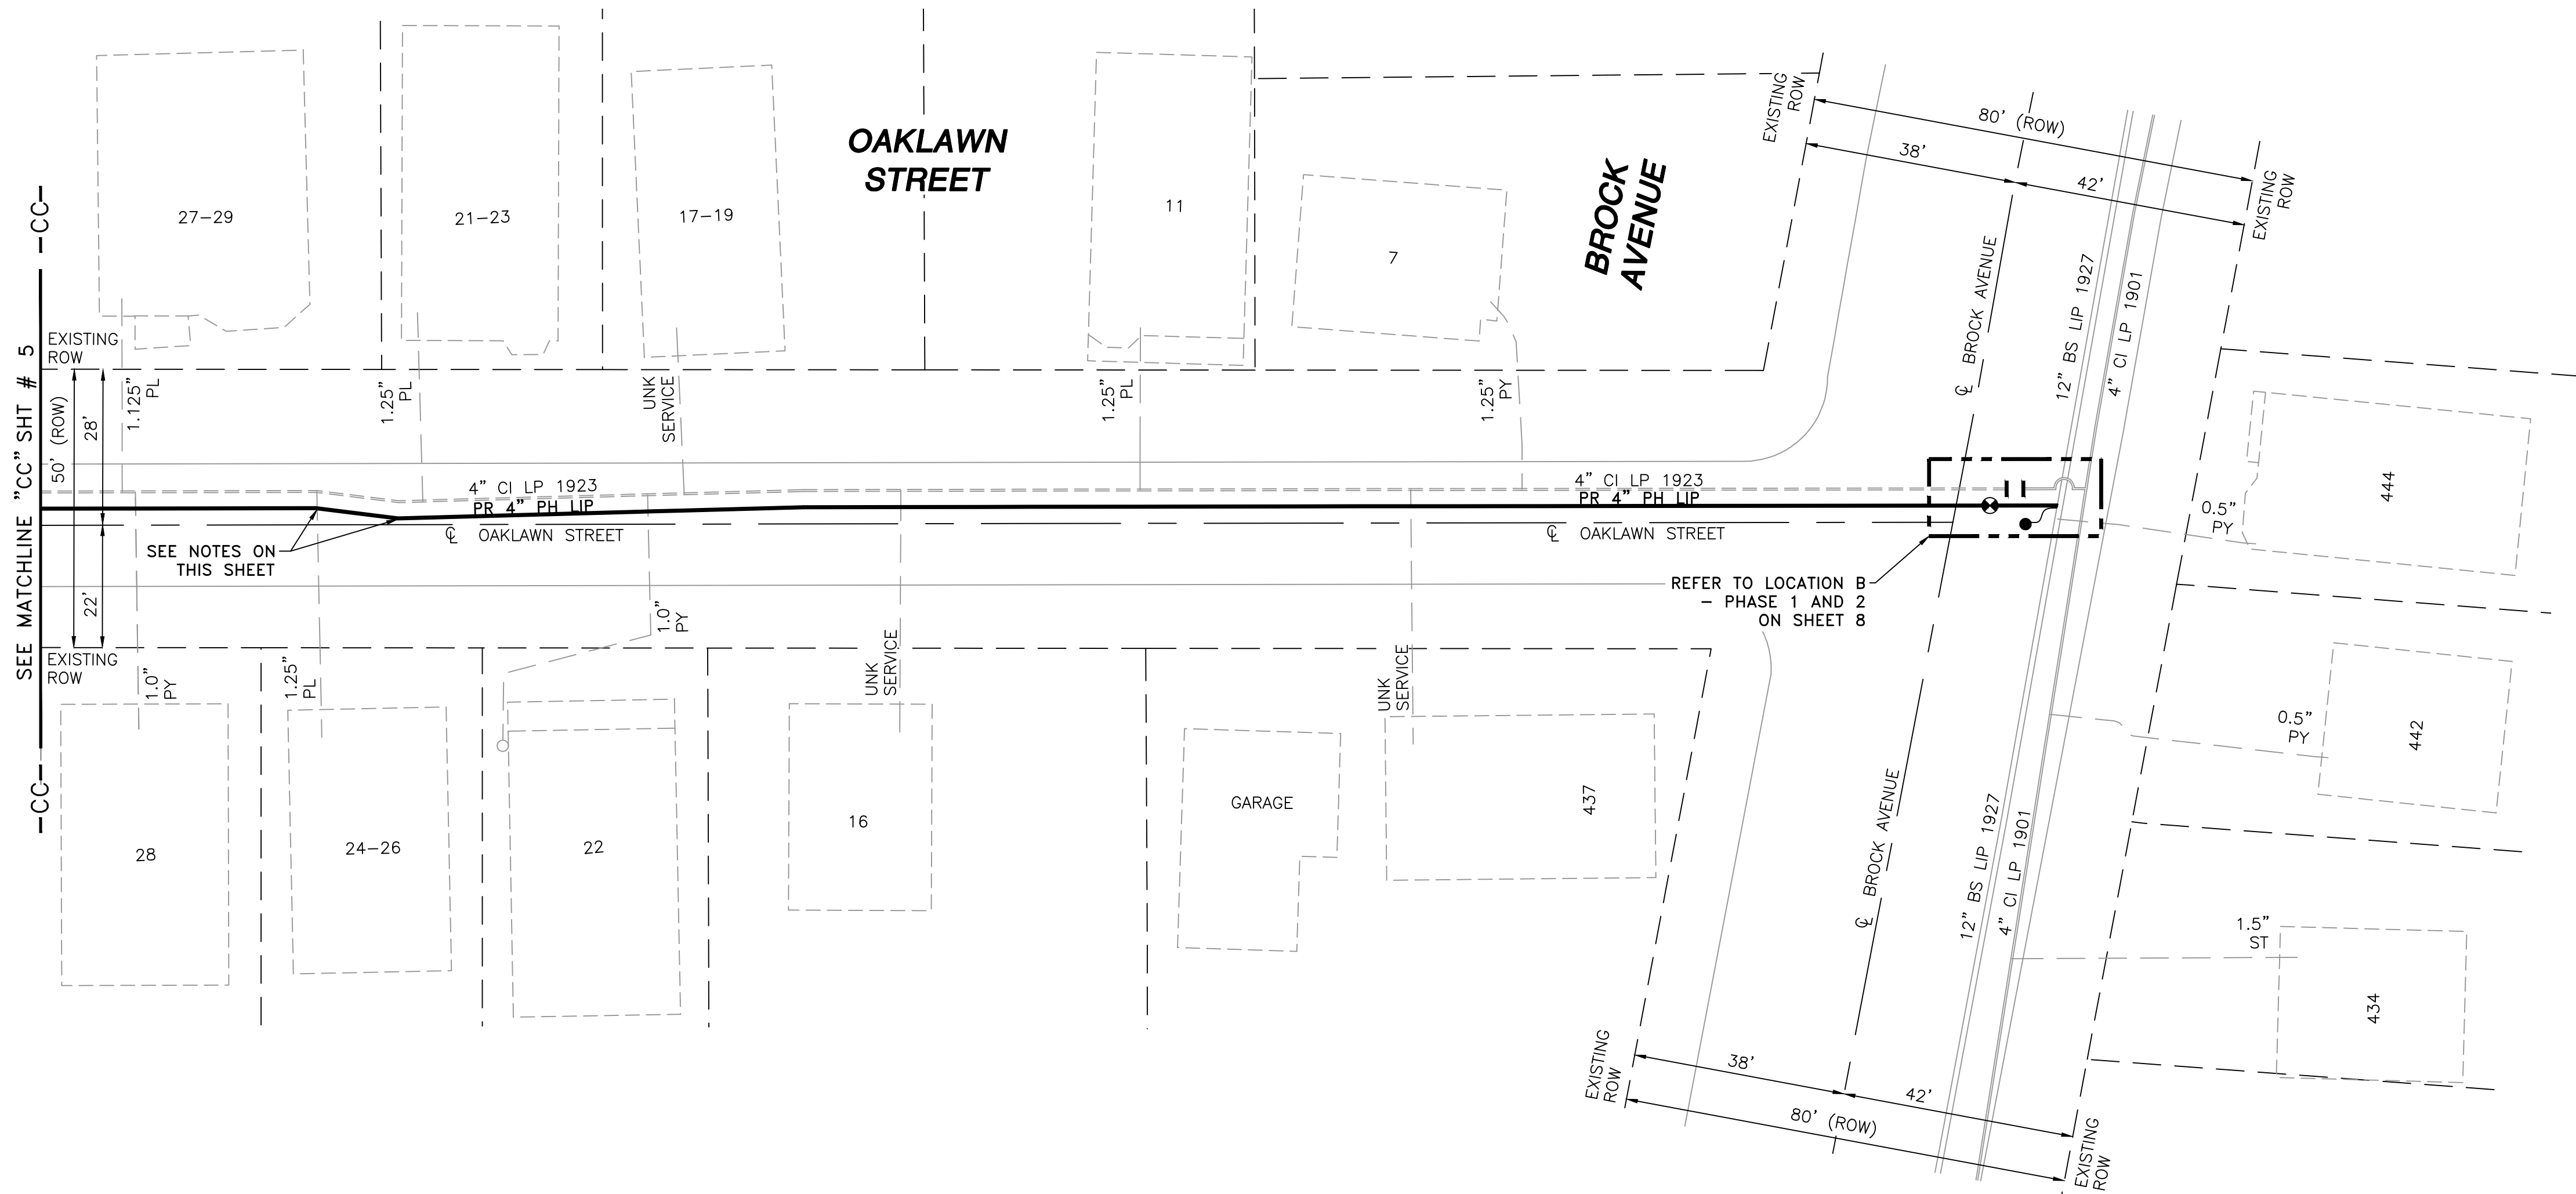 OAKLAWN
STREET
BROCK
AVENUE
27-29
21-23
17-19
11
7
EXISTING
ROW
80' (ROW)
38'
42'
EXISTING
ROW
-CC-
SEE MATCHLINE "CC" SHT # 5
-CC-
EXISTING
ROW
50' (ROW)
28'
22'
EXISTING
ROW
1.125"
PL
1.25"
PL
UNK
SERVICE
1.25"
PL
1.25"
PY
4" CI LP 1923
PR 4" PH LIP
℄ OAKLAWN STREET
4" CI LP 1923
PR 4" PH LIP
℄ OAKLAWN STREET
SEE NOTES ON
THIS SHEET
REFER TO LOCATION B
- PHASE 1 AND 2
ON SHEET 8
℄ BROCK AVENUE
12" BS LIP 1927
4" CI LP 1901
0.5"
PY
444
0.5"
PY
442
1.5"
ST
434
1.0"
PY
1.25"
PL
1.0"
PY
UNK
SERVICE
UNK
SERVICE
28
24-26
22
16
GARAGE
437
℄ BROCK AVENUE
12" BS LIP 1927
4" CI LP 1901
EXISTING
ROW
38'
42'
80' (ROW)
EXISTING
ROW